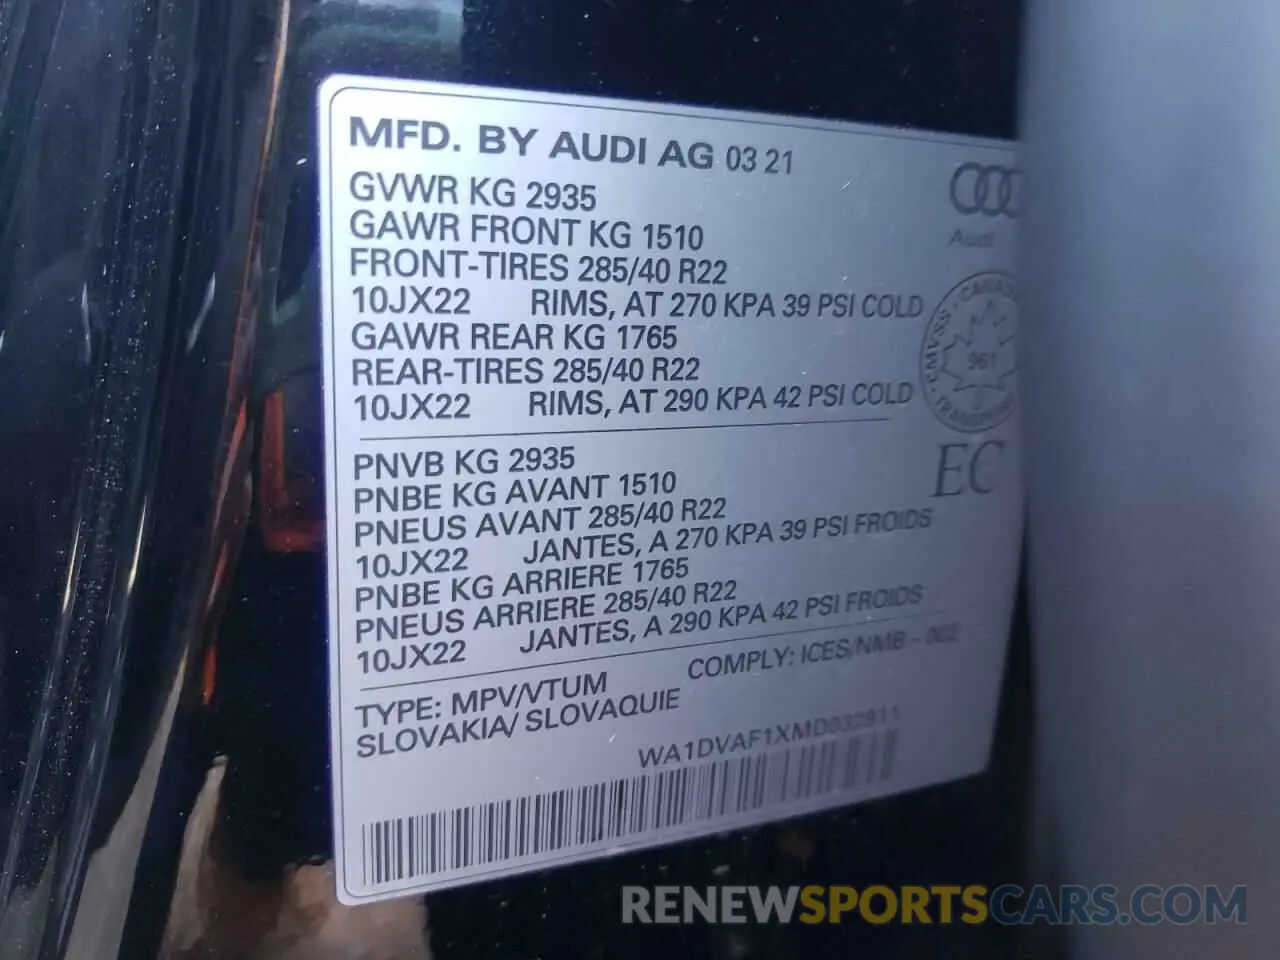 MFD. BY AUDI AG 03 21
GVWR KG 2935
GAWR FRONT KG 1510
FRONT-TIRES 285/40 R22
10JX22 RIMS, AT 270 KPA 39 PSI COLD
GAWR REAR KG 1765
REAR-TIRES 285/40 R22
10JX22 RIMS, AT 290 KPA 42 PSI COLD
Audi
CANADA
CMVSS
961
EC
PNVB KG 2935
PNBE KG AVANT 1510
PNEUS AVANT 285/40 R22
10JX22 JANTES, A 270 KPA 39 PSI FROIDS
PNBE KG ARRIERE 1765
PNEUS ARRIERE 285/40 R22
10JX22 JANTES, A 290 KPA 42 PSI FROIDS
COMPLY: ICES/NMB - 002
TYPE: MPV/VTUM
SLOVAKIA/ SLOVAQUIE
WA1DVAF1XMD032911
RENEWSPORTSCARS.COM